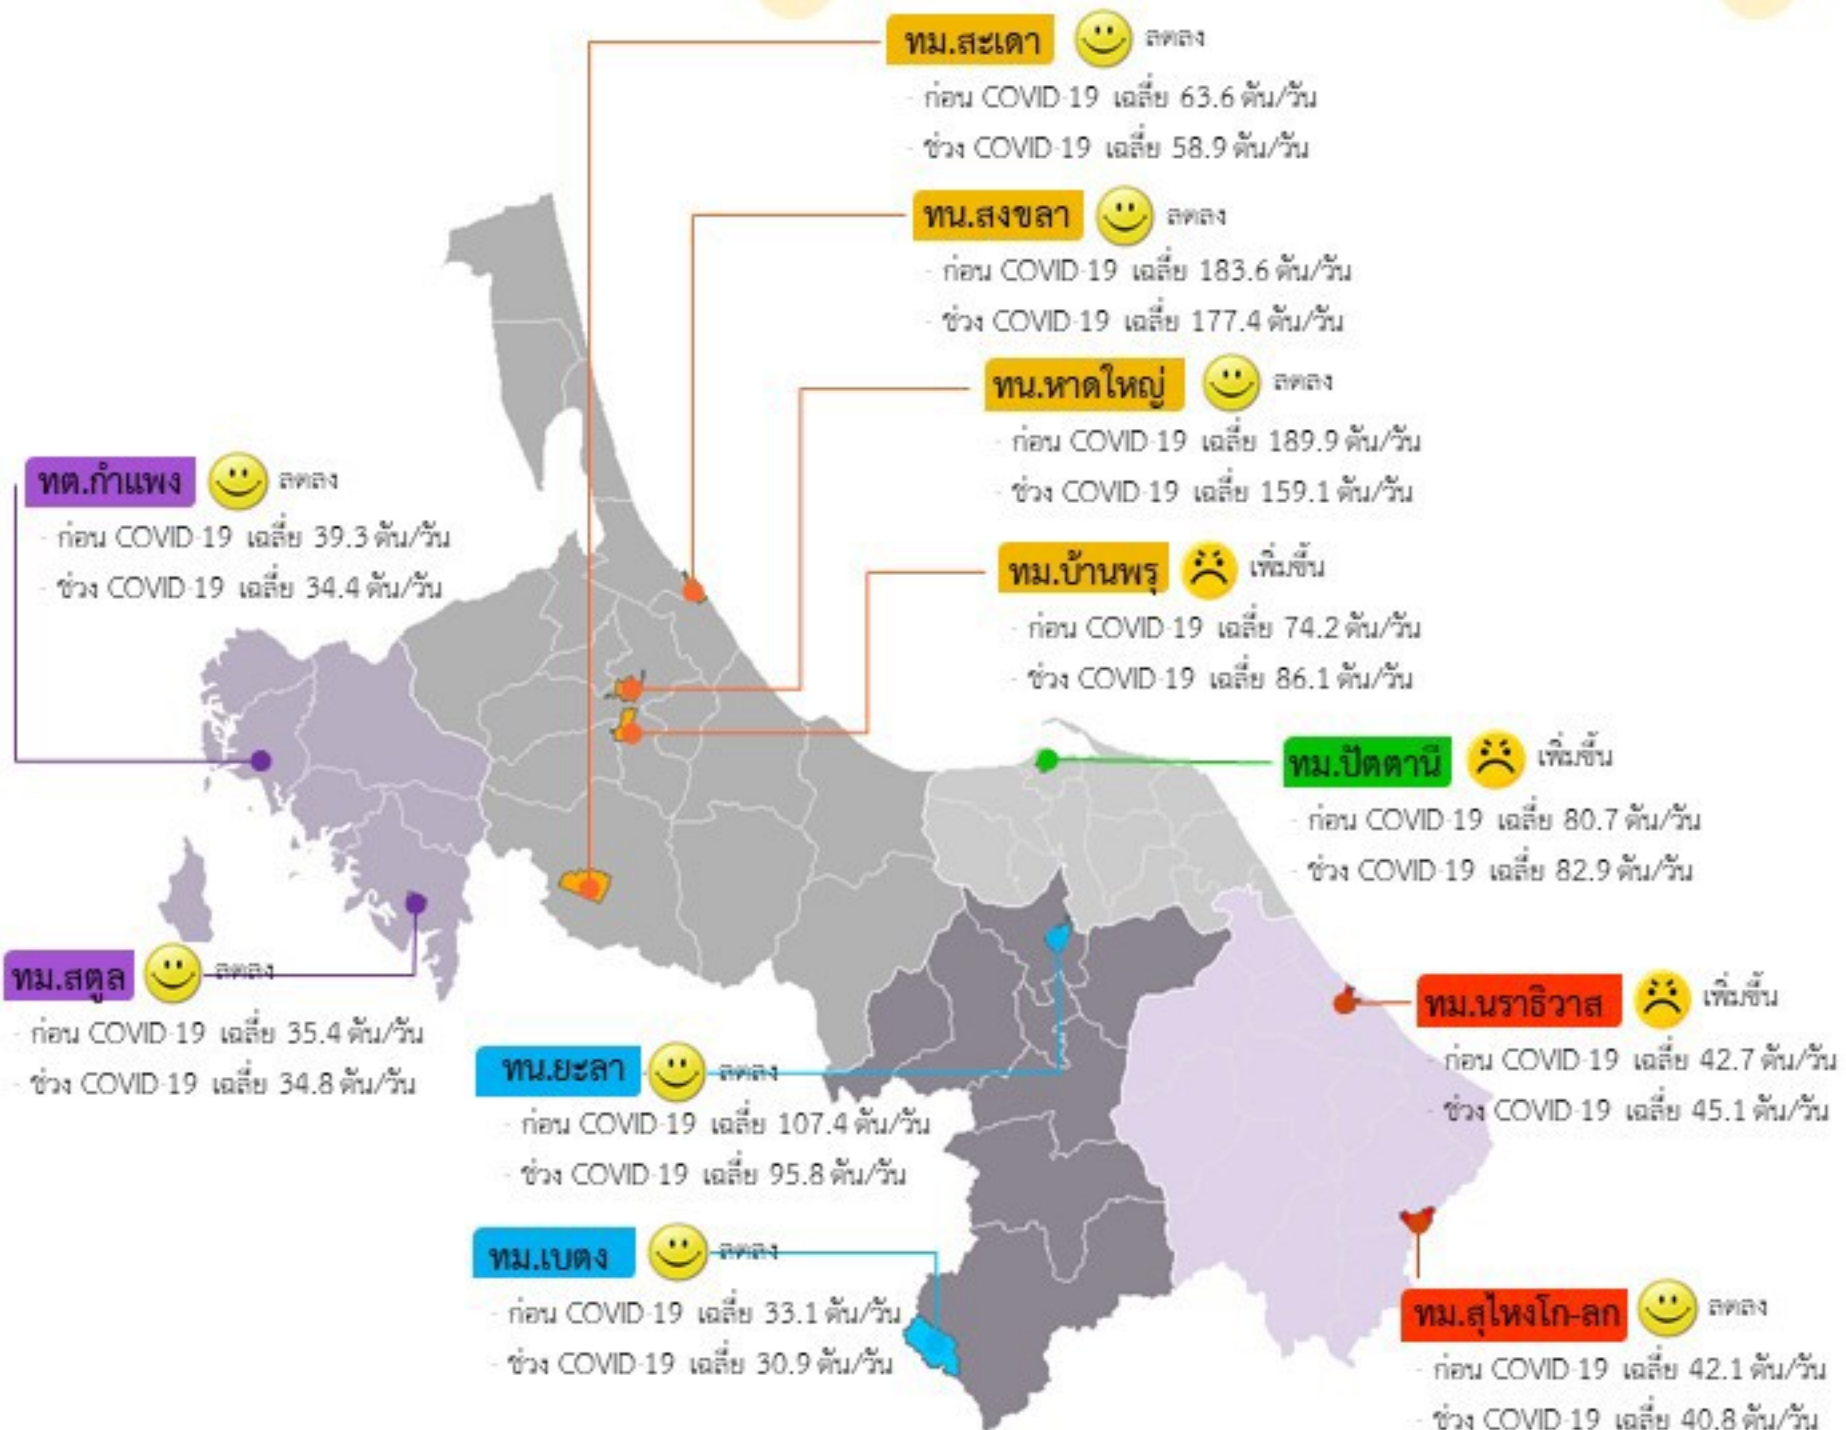 ทม.สะเดา ลดลง
- ก่อน COVID-19 เฉลี่ย 63.6 ตัน/วัน
- ช่วง COVID-19 เฉลี่ย 58.9 ตัน/วัน
ทน.สงขลา ลดลง
- ก่อน COVID-19 เฉลี่ย 183.6 ตัน/วัน
- ช่วง COVID-19 เฉลี่ย 177.4 ตัน/วัน
ทน.หาดใหญ่ ลดลง
- ก่อน COVID-19 เฉลี่ย 189.9 ตัน/วัน
- ช่วง COVID-19 เฉลี่ย 159.1 ตัน/วัน
ทต.กำแพง ลดลง
- ก่อน COVID-19 เฉลี่ย 39.3 ตัน/วัน
- ช่วง COVID-19 เฉลี่ย 34.4 ตัน/วัน
ทม.บ้านพรุ เพิ่มขึ้น
- ก่อน COVID-19 เฉลี่ย 74.2 ตัน/วัน
- ช่วง COVID-19 เฉลี่ย 86.1 ตัน/วัน
ทม.ปัตตานี เพิ่มขึ้น
- ก่อน COVID-19 เฉลี่ย 80.7 ตัน/วัน
- ช่วง COVID-19 เฉลี่ย 82.9 ตัน/วัน
ทม.สตูล ลดลง
- ก่อน COVID-19 เฉลี่ย 35.4 ตัน/วัน
- ช่วง COVID-19 เฉลี่ย 34.8 ตัน/วัน
ทม.นราธิวาส เพิ่มขึ้น
- ก่อน COVID-19 เฉลี่ย 42.7 ตัน/วัน
- ช่วง COVID-19 เฉลี่ย 45.1 ตัน/วัน
ทน.ยะลา ลดลง
- ก่อน COVID-19 เฉลี่ย 107.4 ตัน/วัน
- ช่วง COVID-19 เฉลี่ย 95.8 ตัน/วัน
ทม.เบตง ลดลง
- ก่อน COVID-19 เฉลี่ย 33.1 ตัน/วัน
- ช่วง COVID-19 เฉลี่ย 30.9 ตัน/วัน
ทม.สุไหงโก-ลก ลดลง
- ก่อน COVID-19 เฉลี่ย 42.1 ตัน/วัน
- ช่วง COVID-19 เฉลี่ย 40.8 ตัน/วัน